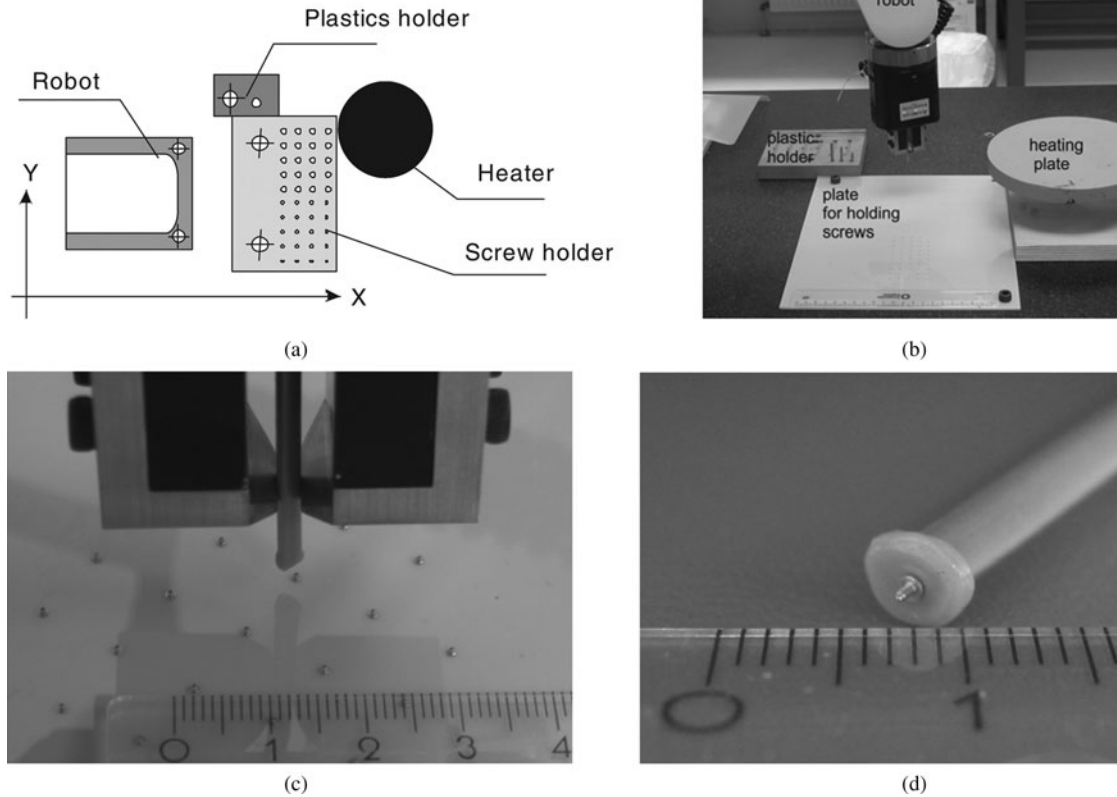 Plastics holder
Robot
Y
Heater
Screw holder
X
(a)
robot
plastic
holder
heating
plate
plate
for holding
screws
(b)
0 1 2 3 4
(c)
0 1
(d)